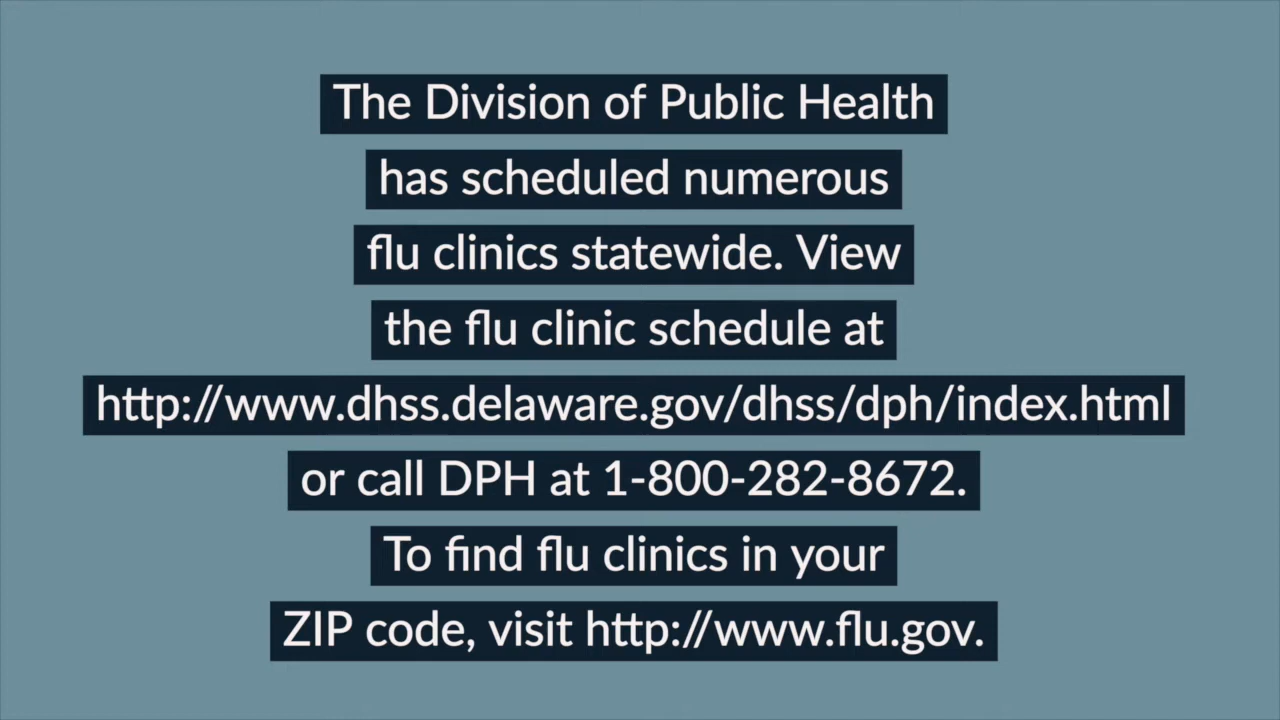 The Division of Public Health
has scheduled numerous
flu clinics statewide. View
the flu clinic schedule at
http://www.dhss.delaware.gov/dhss/dph/index.html
or call DPH at 1-800-282-8672.
To find flu clinics in your
ZIP code, visit http://www.flu.gov.